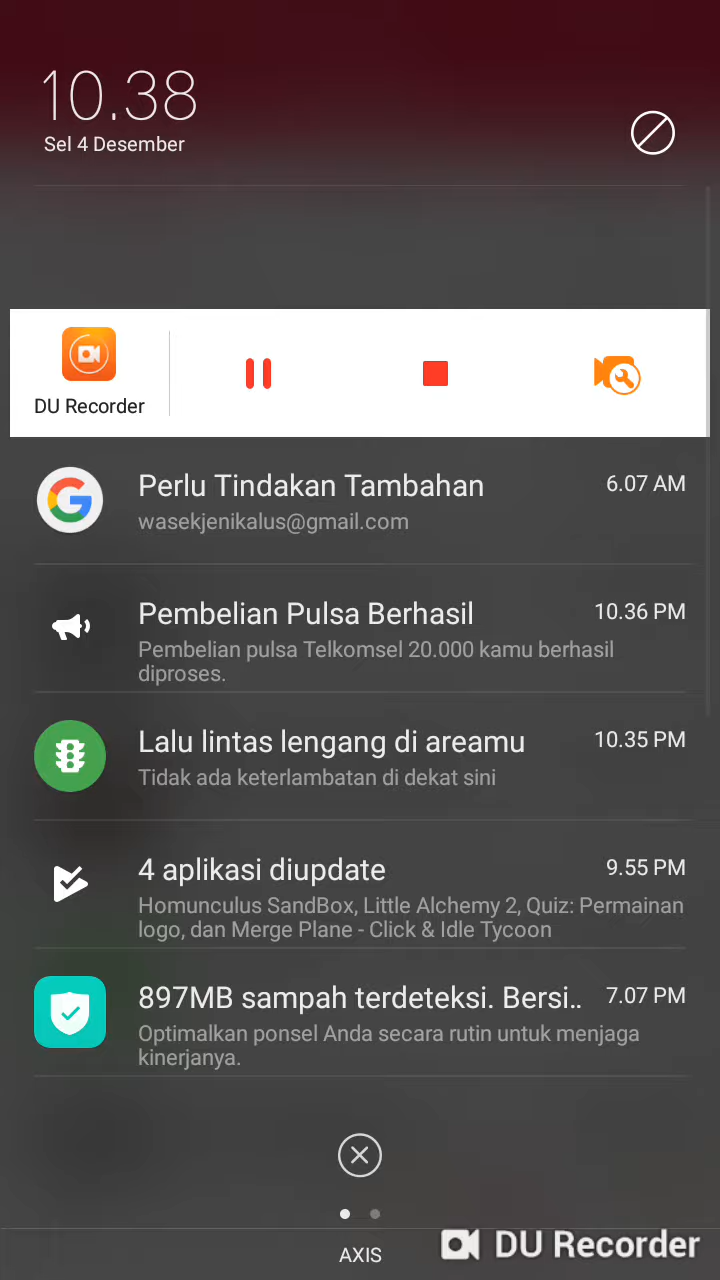 10.38
Sel 4 Desember
DU Recorder
Perlu Tindakan Tambahan
6.07 AM
wasekjenikalus@gmail.com
Pembelian Pulsa Berhasil
10.36 PM
Pembelian pulsa Telkomsel 20.000 kamu berhasil
diproses.
Lalu lintas lengang di areamu
10.35 PM
Tidak ada keterlambatan di dekat sini
4 aplikasi diupdate
9.55 PM
Homunculus SandBox, Little Alchemy 2, Quiz: Permainan
logo, dan Merge Plane - Click & Idle Tycoon
897MB sampah terdeteksi. Bersi..
7.07 PM
Optimalkan ponsel Anda secara rutin untuk menjaga
kinerjanya.
AXIS
DU Recorder